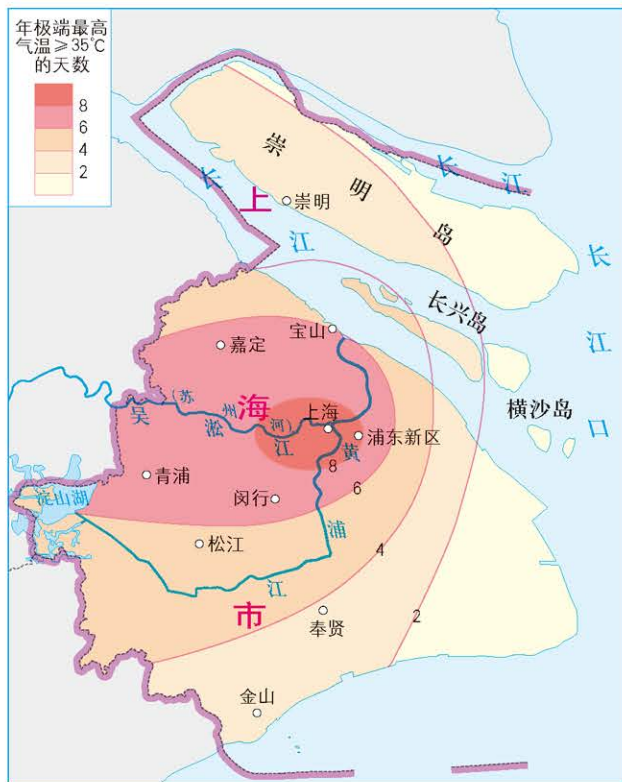 年极端最高
气温≥35℃
的天数
8
6
4
2
崇明岛
长江
长江
上海市
崇明
长江口
长兴岛
宝山
嘉定
横沙岛
吴淞江
(苏州河)
上海
浦东新区
黄浦江
8
6
青浦
淀山湖
闵行
松江
4
2
奉贤
金山